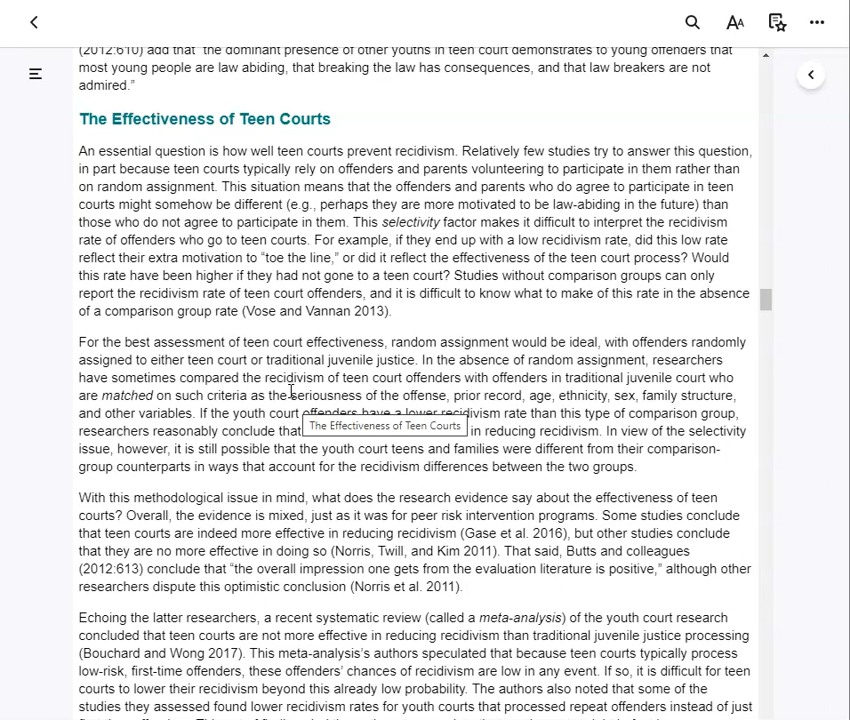 (2012:610) add that "the dominant presence of other youths in teen court demonstrates to young offenders that
most young people are law abiding, that breaking the law has consequences, and that law breakers are not
admired."
The Effectiveness of Teen Courts
An essential question is how well teen courts prevent recidivism. Relatively few studies try to answer this question,
in part because teen courts typically rely on offenders and parents volunteering to participate in them rather than
on random assignment. This situation means that the offenders and parents who do agree to participate in teen
courts might somehow be different (e.g., perhaps they are more motivated to be law-abiding in the future) than
those who do not agree to participate in them. This selectivity factor makes it difficult to interpret the recidivism
rate of offenders who go to teen courts. For example, if they end up with a low recidivism rate, did this low rate
reflect their extra motivation to “toe the line,” or did it reflect the effectiveness of the teen court process? Would
this rate have been higher if they had not gone to a teen court? Studies without comparison groups can only
report the recidivism rate of teen court offenders, and it is difficult to know what to make of this rate in the absence
of a comparison group rate (Vose and Vannan 2013).
For the best assessment of teen court effectiveness, random assignment would be ideal, with offenders randomly
assigned to either teen court or traditional juvenile justice. In the absence of random assignment, researchers
have sometimes compared the recidivism of teen court offenders with offenders in traditional juvenile court who
are matched on such criteria as the seriousness of the offense, prior record, age, ethnicity, sex, family structure,
and other variables. If the youth court offenders have a lower recidivism rate than this type of comparison group,
researchers reasonably conclude that
The Effectiveness of Teen Courts
in reducing recidivism. In view of the selectivity
issue, however, it is still possible that the youth court teens and families were different from their comparison-
group counterparts in ways that account for the recidivism differences between the two groups.
With this methodological issue in mind, what does the research evidence say about the effectiveness of teen
courts? Overall, the evidence is mixed, just as it was for peer risk intervention programs. Some studies conclude
that teen courts are indeed more effective in reducing recidivism (Gase et al. 2016), but other studies conclude
that they are no more effective in doing so (Norris, Twill, and Kim 2011). That said, Butts and colleagues
(2012:613) conclude that “the overall impression one gets from the evaluation literature is positive,” although other
researchers dispute this optimistic conclusion (Norris et al. 2011).
Echoing the latter researchers, a recent systematic review (called a meta-analysis) of the youth court research
concluded that teen courts are not more effective in reducing recidivism than traditional juvenile justice processing
(Bouchard and Wong 2017). This meta-analysis’s authors speculated that because teen courts typically process
low-risk, first-time offenders, these offenders’ chances of recidivism are low in any event. If so, it is difficult for teen
courts to lower their recidivism beyond this already low probability. The authors also noted that some of the
studies they assessed found lower recidivism rates for youth courts that processed repeat offenders instead of just